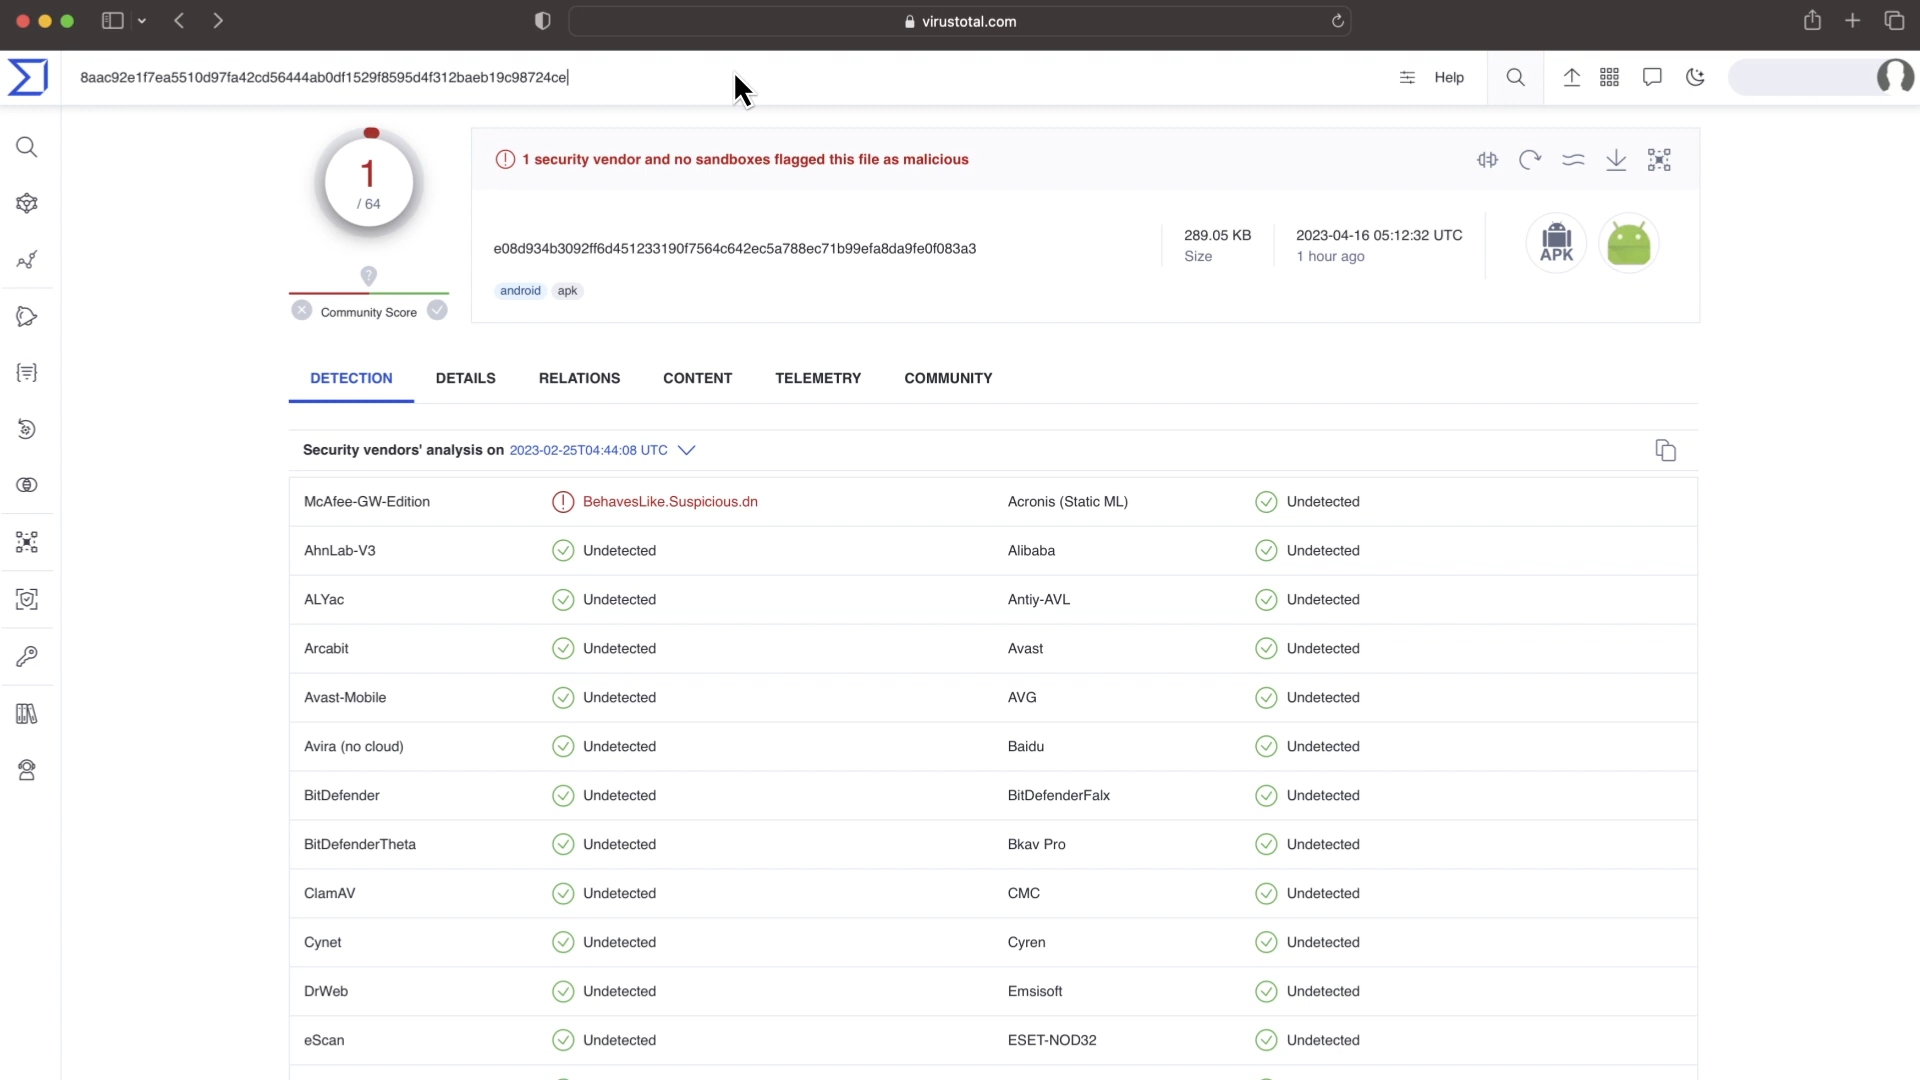 virustotal.com
8aac92e1f7ea5510d97fa42cd56444ab0df1529f8595d4f312baeb19c98724ce
Help
1
/ 64
Community Score
1 security vendor and no sandboxes flagged this file as malicious
e08d934b3092ff6d451233190f7564c642ec5a788ec71b99efa8da9fe0f083a3
289.05 KB
Size
2023-04-16 05:12:32 UTC
1 hour ago
APK
android apk
DETECTION DETAILS RELATIONS CONTENT TELEMETRY COMMUNITY
Security vendors' analysis on 2023-02-25T04:44:08 UTC
McAfee-GW-Edition BehavesLike.Suspicious.dn Acronis (Static ML) Undetected
AhnLab-V3 Undetected Alibaba Undetected
ALYac Undetected Antiy-AVL Undetected
Arcabit Undetected Avast Undetected
Avast-Mobile Undetected AVG Undetected
Avira (no cloud) Undetected Baidu Undetected
BitDefender Undetected BitDefenderFalx Undetected
BitDefenderTheta Undetected Bkav Pro Undetected
ClamAV Undetected CMC Undetected
Cynet Undetected Cyren Undetected
DrWeb Undetected Emsisoft Undetected
eScan Undetected ESET-NOD32 Undetected